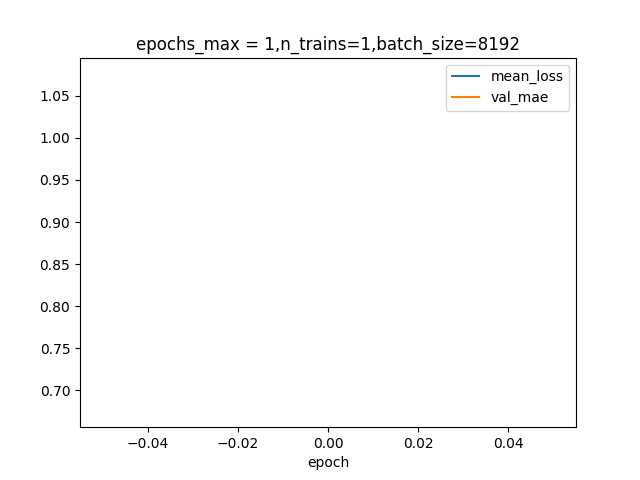 epochs_max = 1,n_trains=1,batch_size=8192
mean_loss
val_mae
1.05
1.00
0.95
0.90
0.85
0.80
0.75
0.70
−0.04 −0.02 0.00 0.02 0.04
epoch